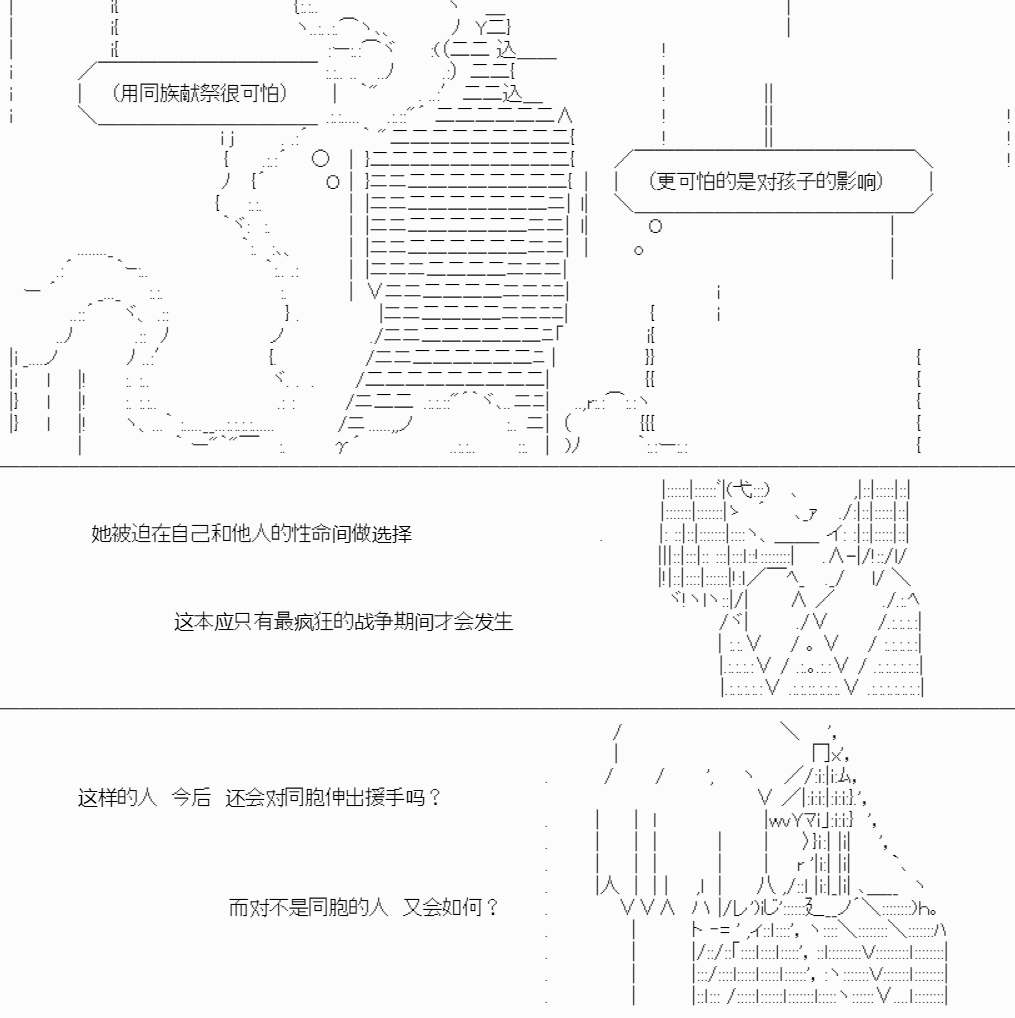 （用同族献祭很可怕）
（更可怕的是对孩子的影响）
她被迫在自己和他人的性命间做选择
这本应只有最疯狂的战争期间才会发生
这样的人　今后　还会对同胞伸出援手吗？
而对不是同胞的人　又会如何？